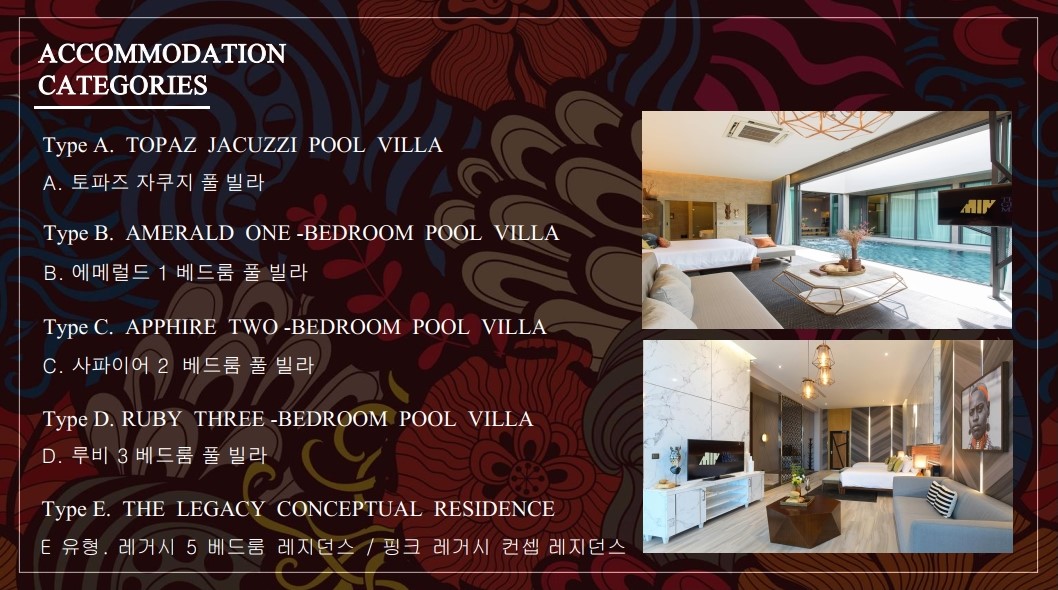 ACCOMMODATION
CATEGORIES
Type A. TOPAZ JACUZZI POOL VILLA
A. 토파즈 자쿠지 풀 빌라
Type B. AMERALD ONE -BEDROOM POOL VILLA
B. 에메럴드 1 베드룸 풀 빌라
Type C. APPHIRE TWO -BEDROOM POOL VILLA
C. 사파이어 2 베드룸 풀 빌라
Type D. RUBY THREE -BEDROOM POOL VILLA
D. 루비 3 베드룸 풀 빌라
Type E. THE LEGACY CONCEPTUAL RESIDENCE
E 유형. 레거시 5 베드룸 레지던스 / 핑크 레거시 컨셉 레지던스